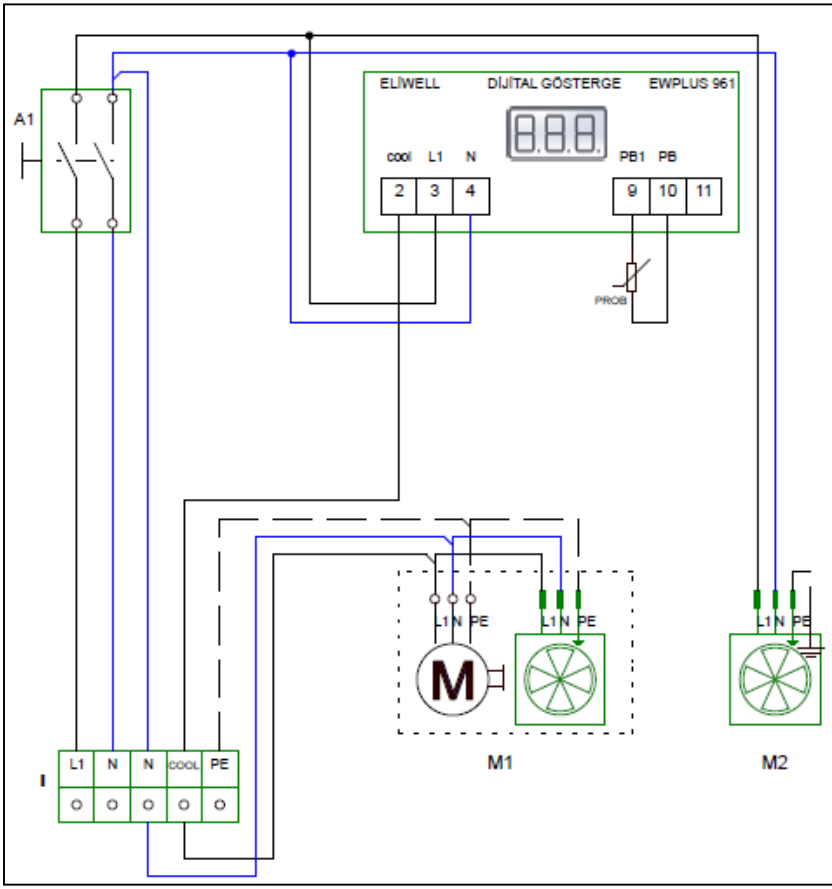 ELİWELL DİJİTAL GÖSTERGE EWPLUS 961
A1
cool L1 N PB1 PB
2 3 4 9 10 11
PROB
L1 N PE L1 N PE L1 N PE
M
M1 M2
L1 N N COOL PE
I